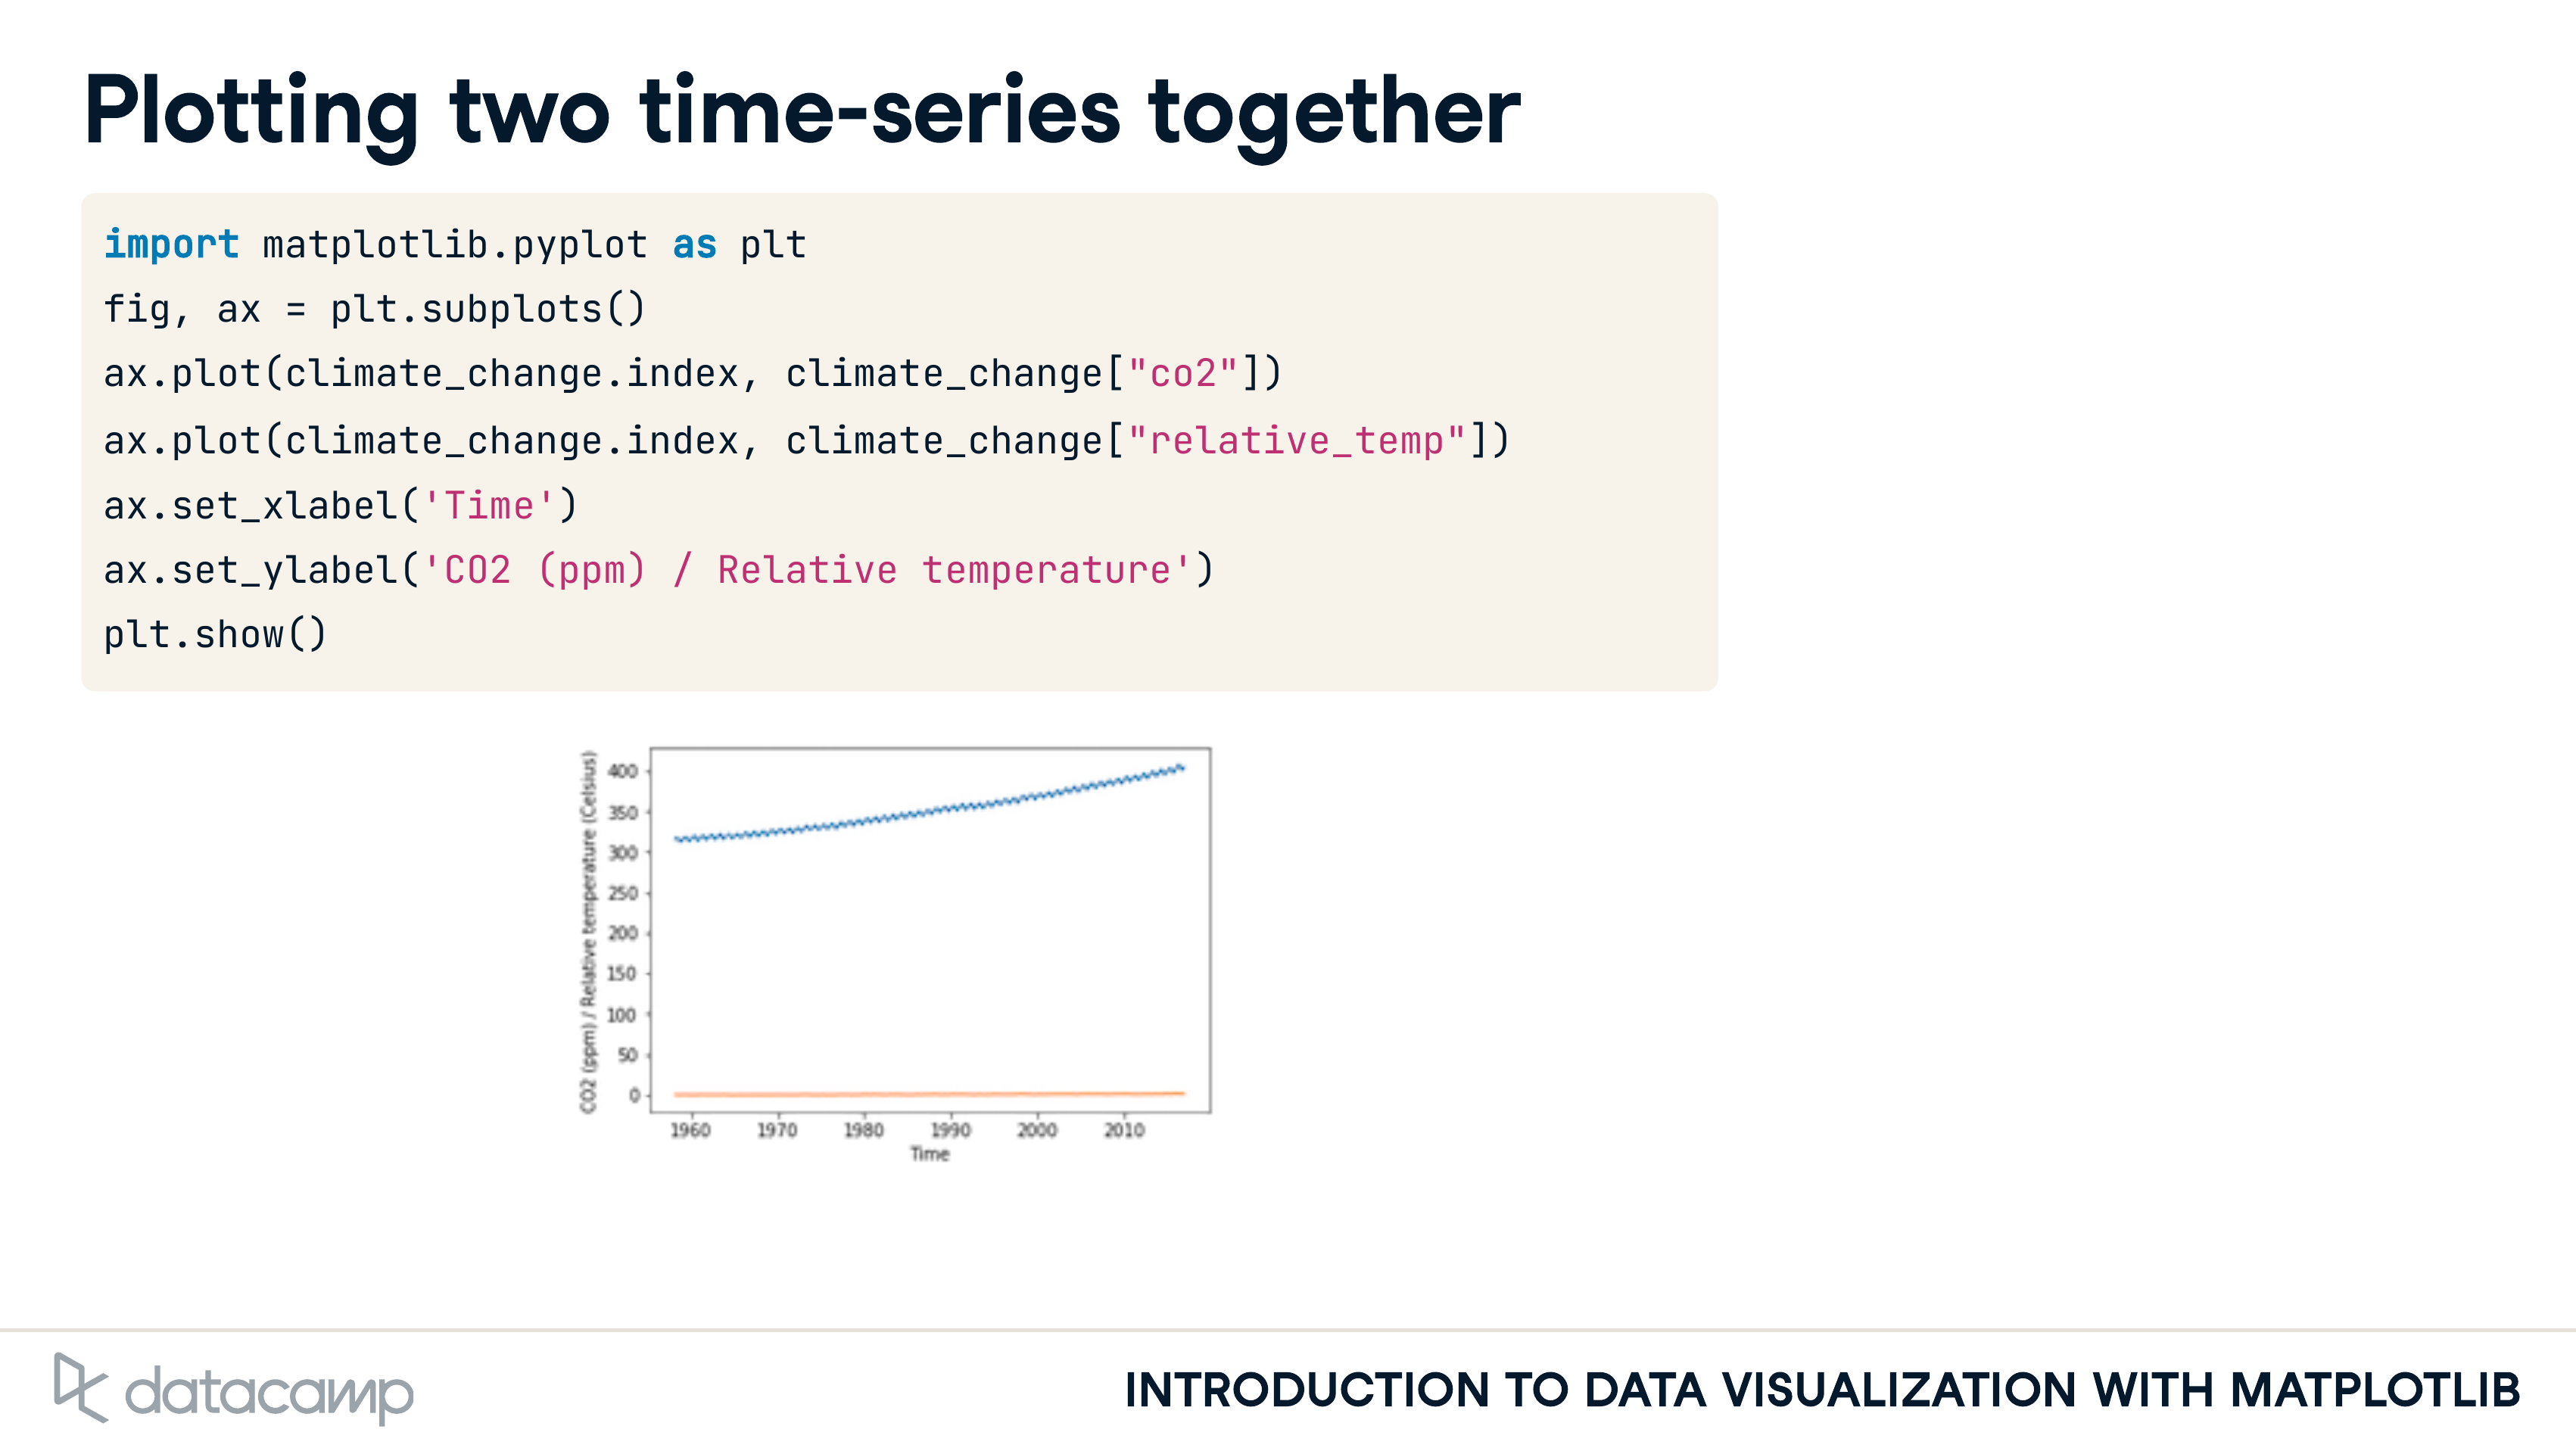 Plotting two time-series together
import matplotlib.pyplot as plt
fig, ax = plt.subplots()
ax.plot(climate_change.index, climate_change["co2"])
ax.plot(climate_change.index, climate_change["relative_temp"])
ax.set_xlabel('Time')
ax.set_ylabel('CO2 (ppm) / Relative temperature')
plt.show()
CO2 (ppm) / Relative temperature (Celsius)
400
350
300
250
200
150
100
50
0
1960 1970 1980 1990 2000 2010
Time
datacamp
INTRODUCTION TO DATA VISUALIZATION WITH MATPLOTLIB